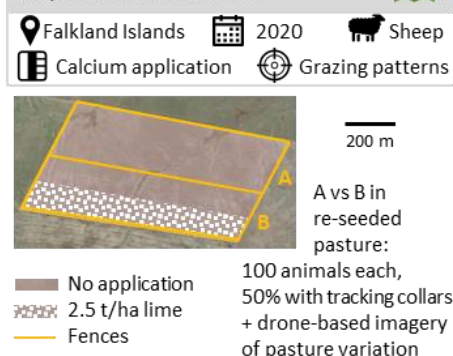 Falkland Islands 2020 Sheep
Calcium application Grazing patterns
200 m
A
B
A vs B in
re-seeded
pasture:
100 animals each,
50% with tracking collars
+ drone-based imagery
of pasture variation
No application
2.5 t/ha lime
Fences